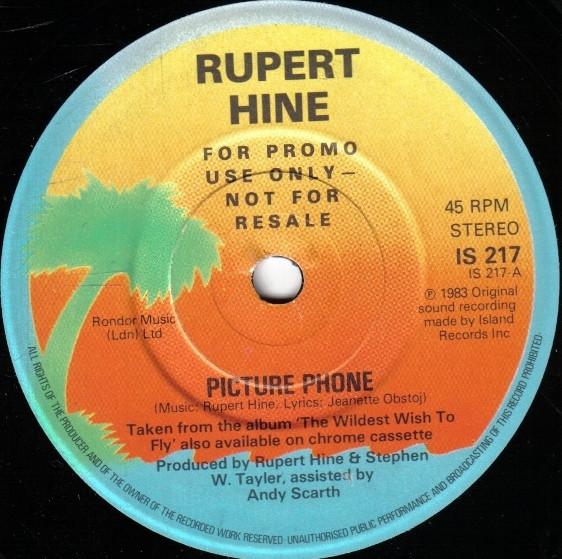 RUPERT
HINE
FOR PROMO
USE ONLY—
NOT FOR
RESALE
45 RPM
STEREO
IS 217
IS 217-A
℗ 1983 Original
sound recording
made by Island
Records Inc
Rondor Music
(Ldn) Ltd
PICTURE PHONE
(Music: Rupert Hine, Lyrics: Jeanette Obstoj)
Taken from the album 'The Wildest Wish To
Fly' also available on chrome cassette
Produced by Rupert Hine & Stephen
W. Tayler, assisted by
Andy Scarth
ALL RIGHTS OF THE PRODUCER AND OF THE OWNER OF THE RECORDED WORK RESERVED · UNAUTHORISED PUBLIC PERFORMANCE AND BROADCASTING OF THIS RECORD PROHIBITED